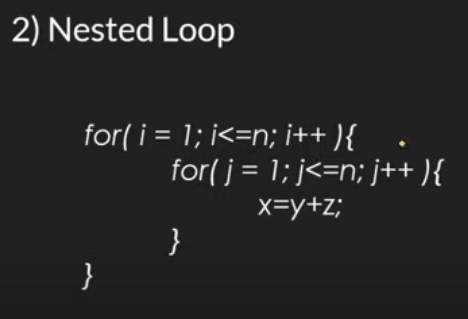 2) Nested Loop
for( i = 1; i<=n; i++ ){
for( j = 1; j<=n; j++ ){
x=y+z;
}
}